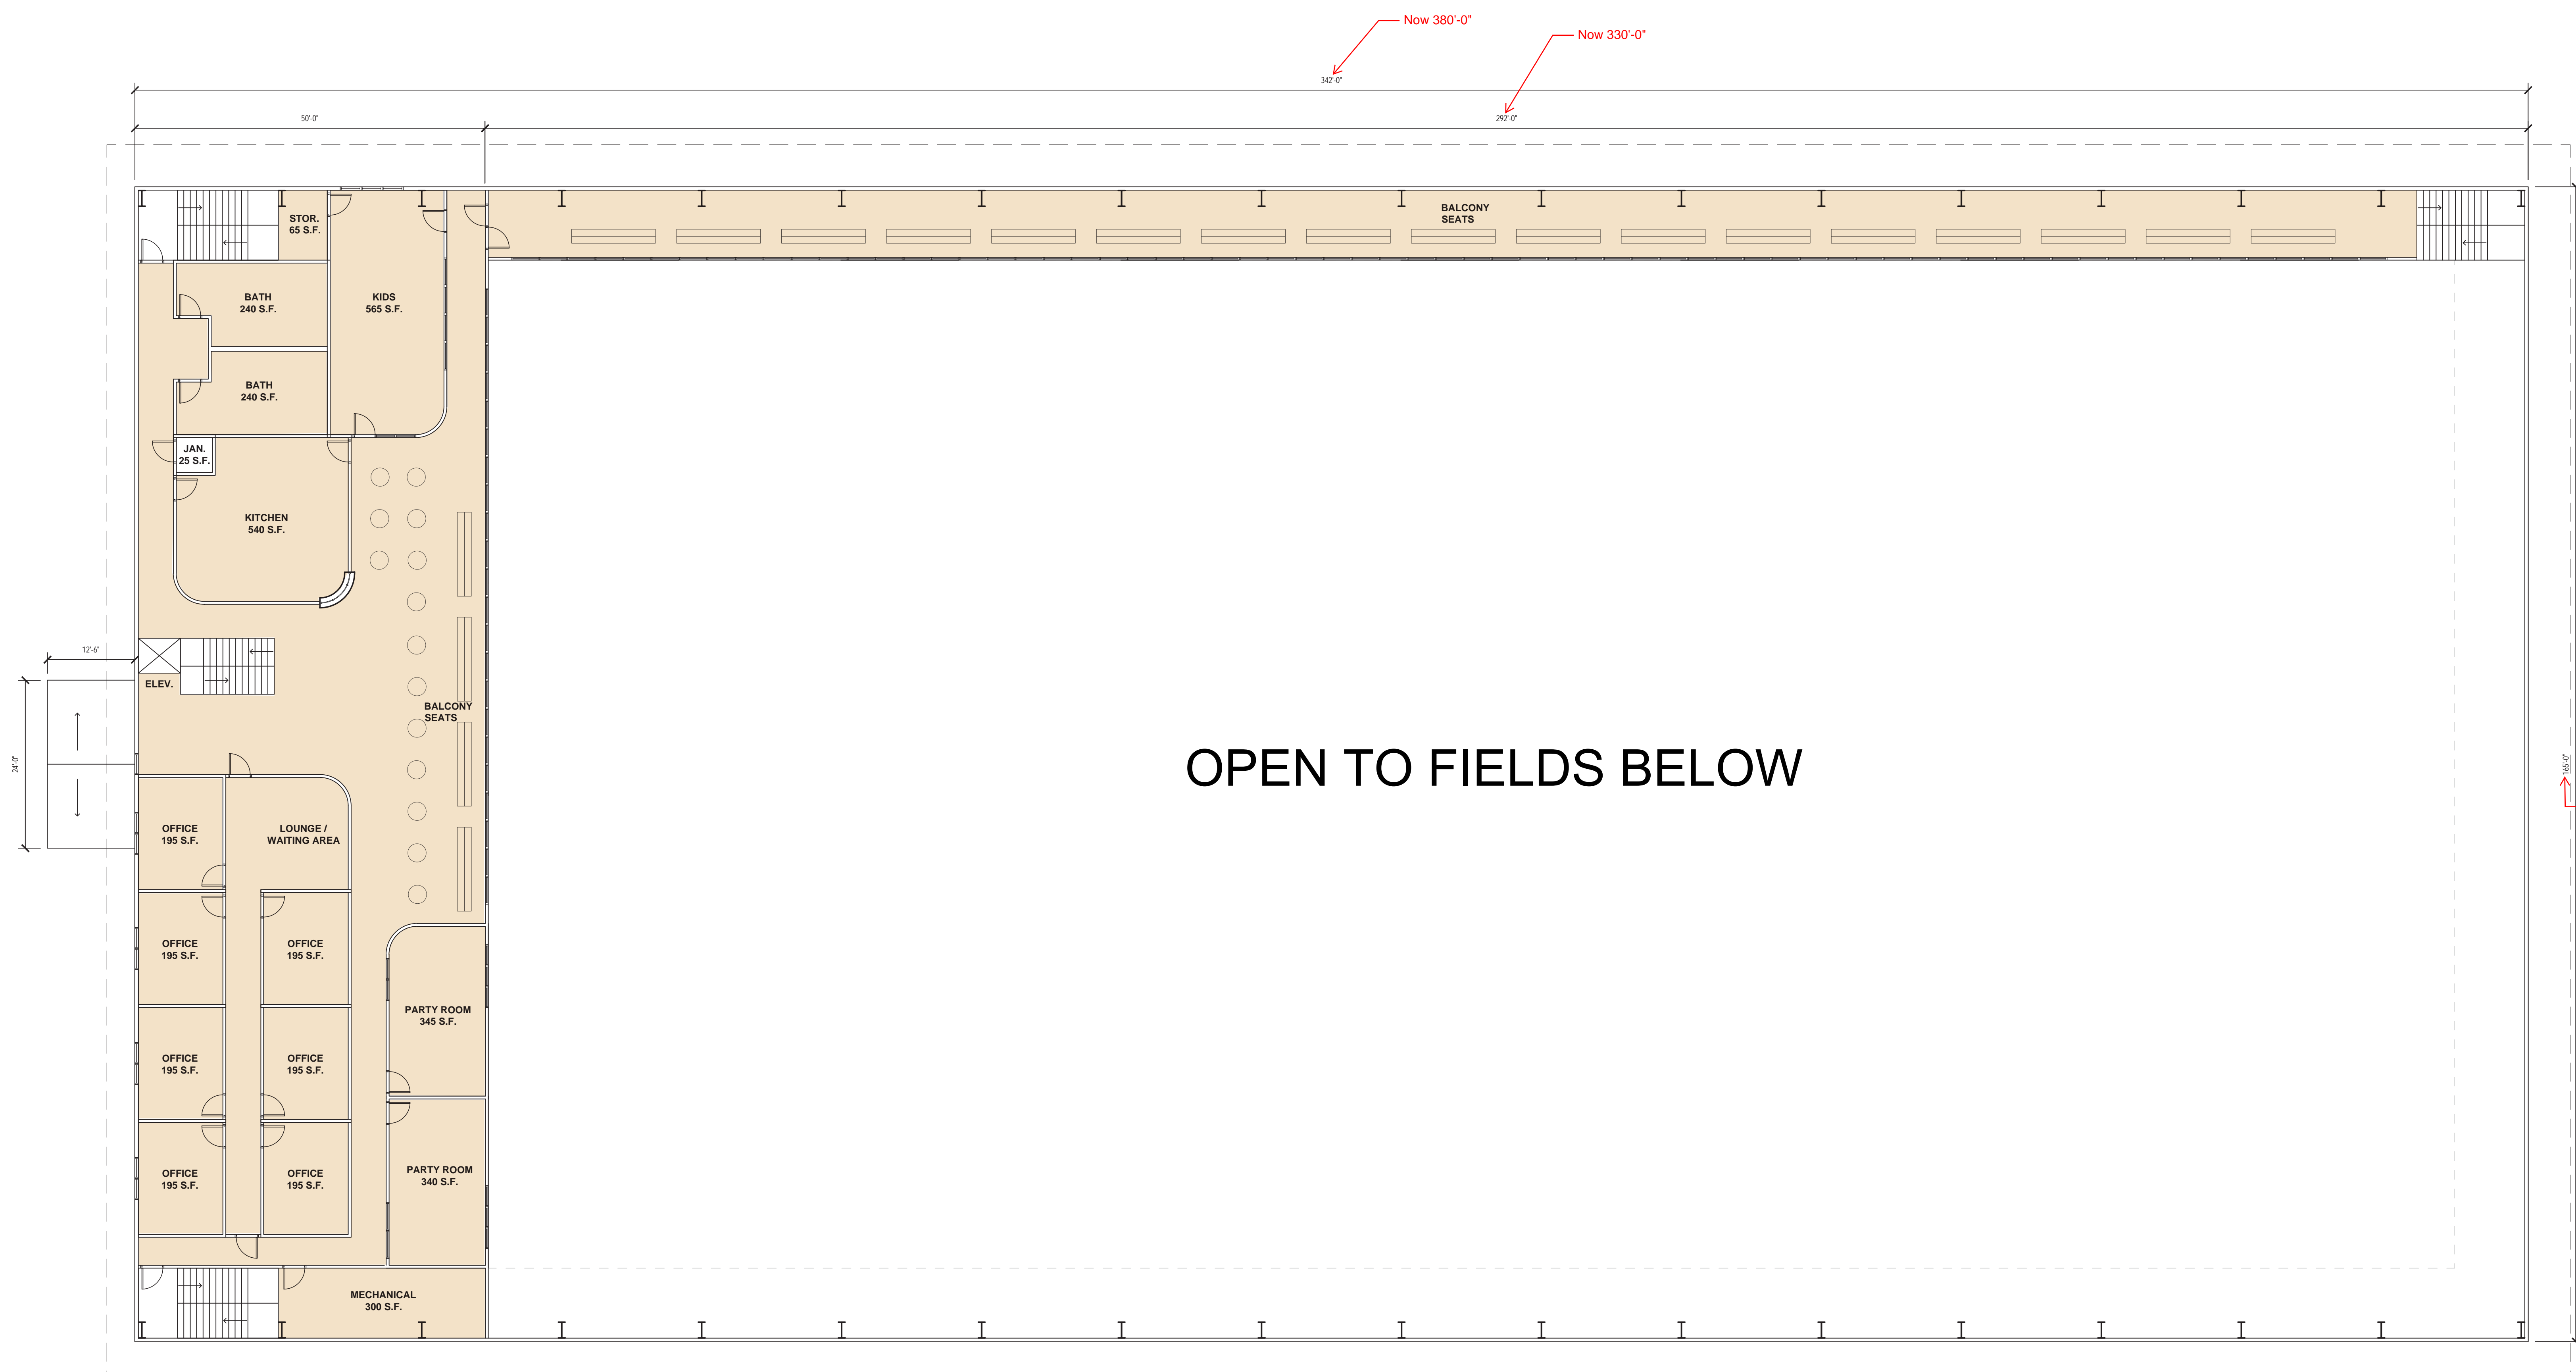 Now 380'-0"
Now 330'-0"
342'-0"
50'-0"
292'-0"
STOR.
65 S.F.
BALCONY
SEATS
BATH
240 S.F.
KIDS
565 S.F.
BATH
240 S.F.
JAN.
25 S.F.
KITCHEN
540 S.F.
12'-6"
ELEV.
BALCONY
SEATS
24'-0"
OPEN TO FIELDS BELOW
165'-0"
OFFICE
195 S.F.
LOUNGE /
WAITING AREA
OFFICE
195 S.F.
OFFICE
195 S.F.
PARTY ROOM
345 S.F.
OFFICE
195 S.F.
OFFICE
195 S.F.
OFFICE
195 S.F.
OFFICE
195 S.F.
PARTY ROOM
340 S.F.
MECHANICAL
300 S.F.